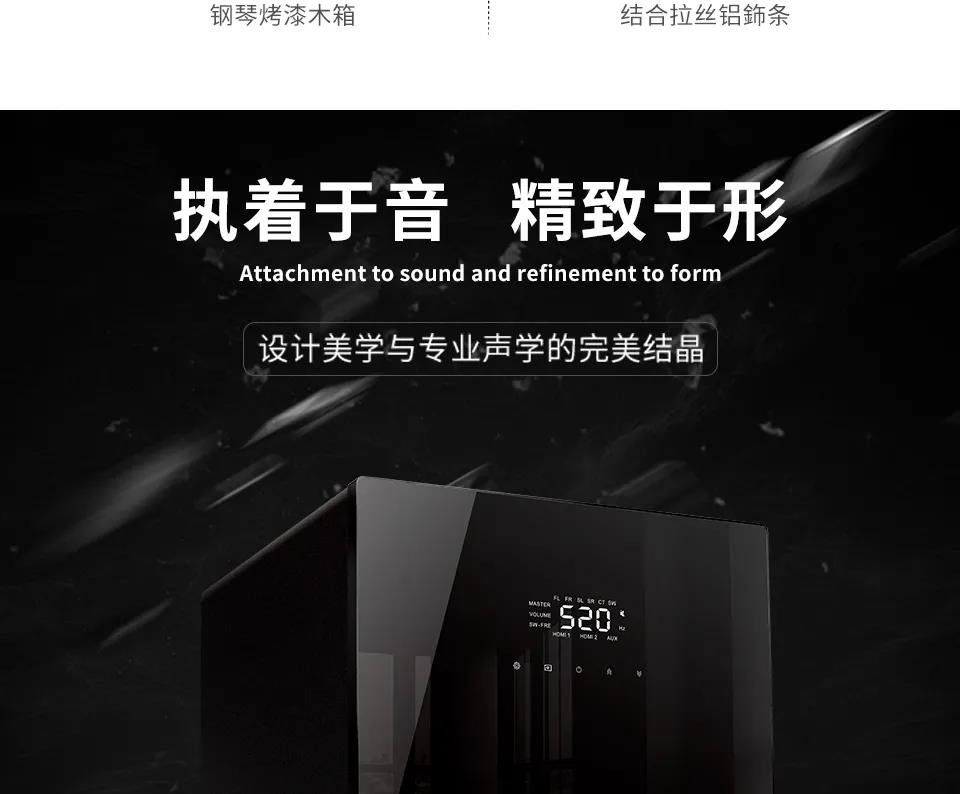 钢琴烤漆木箱
结合拉丝铝飾条
执着于音 精致于形
Attachment to sound and refinement to form
设计美学与专业声学的完美结晶
FL FR SL SR CT SW
MASTER
VOLUME
520
SW-FRE
Hz
HDMI 1 HDMI 2 AUX